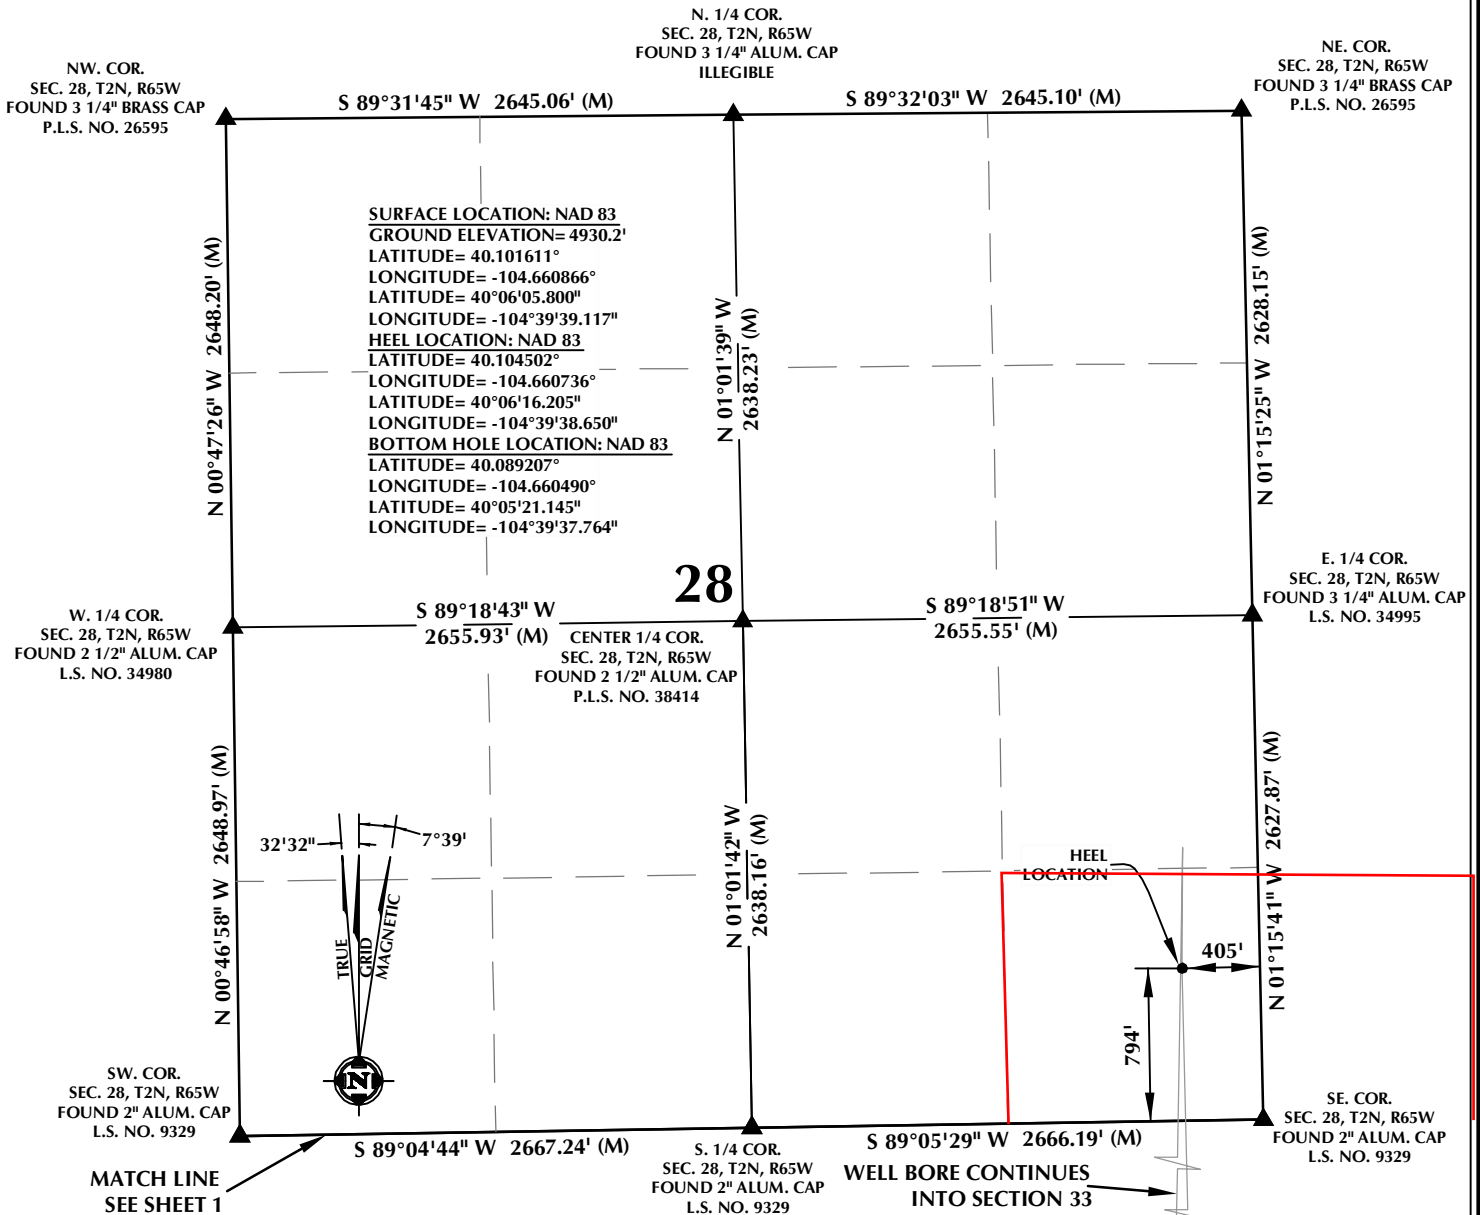 N. 1/4 COR.
SEC. 28, T2N, R65W
FOUND 3 1/4" ALUM. CAP
ILLEGIBLE
NW. COR.
SEC. 28, T2N, R65W
FOUND 3 1/4" BRASS CAP
P.L.S. NO. 26595
NE. COR.
SEC. 28, T2N, R65W
FOUND 3 1/4" BRASS CAP
P.L.S. NO. 26595
S 89°31'45" W 2645.06' (M)
S 89°32'03" W 2645.10' (M)
SURFACE LOCATION: NAD 83
GROUND ELEVATION= 4930.2'
LATITUDE= 40.101611°
LONGITUDE= -104.660866°
LATITUDE= 40°06'05.800"
LONGITUDE= -104°39'39.117"
HEEL LOCATION: NAD 83
LATITUDE= 40.104502°
LONGITUDE= -104.660736°
LATITUDE= 40°06'16.205"
LONGITUDE= -104°39'38.650"
BOTTOM HOLE LOCATION: NAD 83
LATITUDE= 40.089207°
LONGITUDE= -104.660490°
LATITUDE= 40°05'21.145"
LONGITUDE= -104°39'37.764"
N 00°47'26" W 2648.20' (M)
N 01°01'39" W
2638.23' (M)
N 01°15'25" W 2628.15' (M)
28
W. 1/4 COR.
SEC. 28, T2N, R65W
FOUND 2 1/2" ALUM. CAP
L.S. NO. 34980
S 89°18'43" W
2655.93' (M)
CENTER 1/4 COR.
SEC. 28, T2N, R65W
FOUND 2 1/2" ALUM. CAP
P.L.S. NO. 38414
S 89°18'51" W
2655.55' (M)
E. 1/4 COR.
SEC. 28, T2N, R65W
FOUND 3 1/4" ALUM. CAP
L.S. NO. 34995
N 00°46'58" W 2648.97' (M)
32'32"
7°39'
TRUE
GRID
MAGNETIC
N
N 01°01'42" W
2638.16' (M)
HEEL
LOCATION
405'
794'
N 01°15'41" W 2627.87' (M)
SW. COR.
SEC. 28, T2N, R65W
FOUND 2" ALUM. CAP
L.S. NO. 9329
S 89°04'44" W 2667.24' (M)
S. 1/4 COR.
SEC. 28, T2N, R65W
FOUND 2" ALUM. CAP
L.S. NO. 9329
S 89°05'29" W 2666.19' (M)
SE. COR.
SEC. 28, T2N, R65W
FOUND 2" ALUM. CAP
L.S. NO. 9329
MATCH LINE
SEE SHEET 1
WELL BORE CONTINUES
INTO SECTION 33